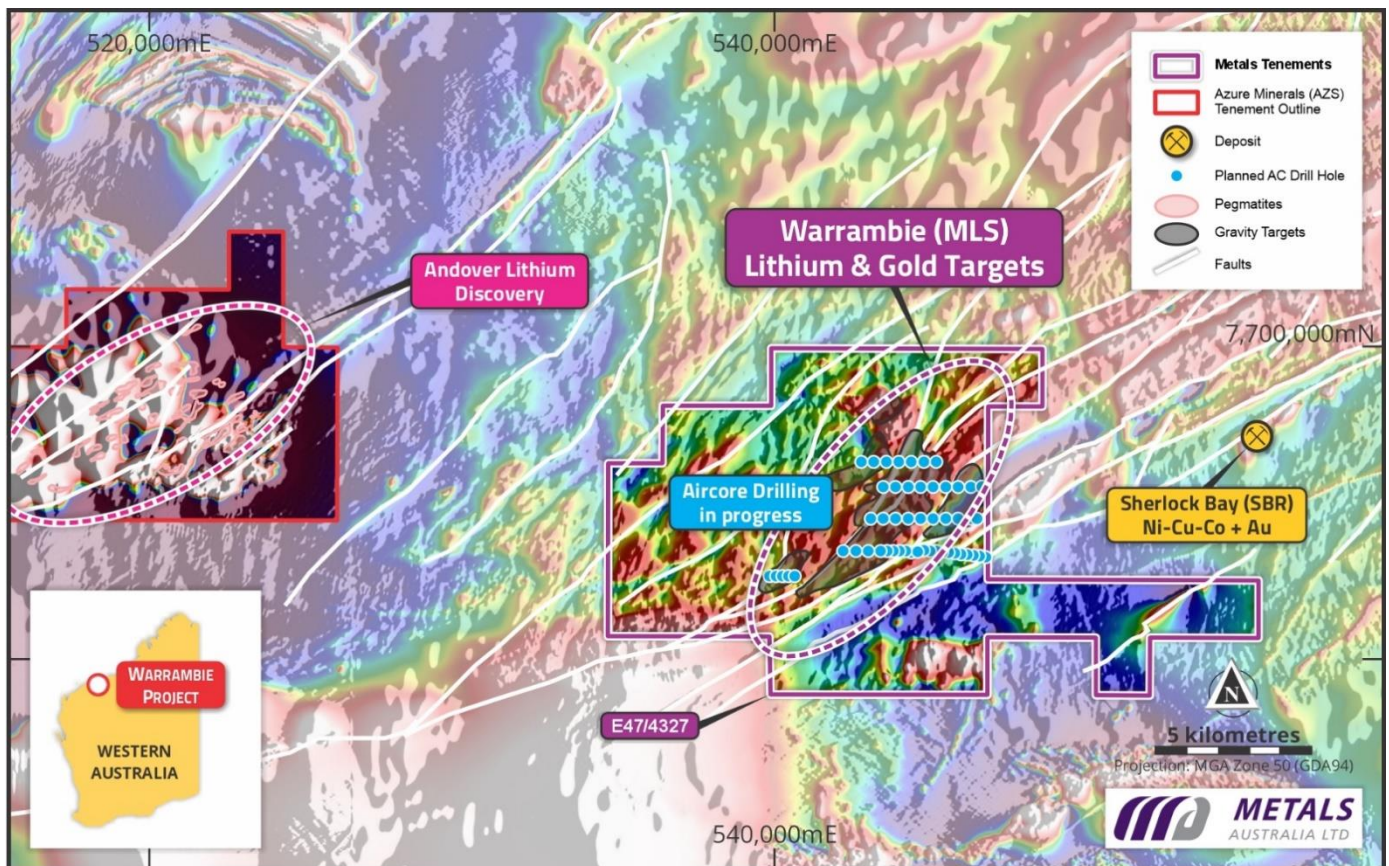 520,000mE
540,000mE
Metals Tenements
Azure Minerals (AZS)
Tenement Outline
Deposit
Planned AC Drill Hole
Pegmatites
Gravity Targets
Faults
Warrambie (MLS)
Lithium & Gold Targets
Andover Lithium
Discovery
7,700,000mN
Aircore Drilling
in progress
Sherlock Bay (SBR)
Ni-Cu-Co + Au
WARRAMBIE
PROJECT
WESTERN
AUSTRALIA
E47/4327
N
5 kilometres
Projection: MGA Zone 50 (GDA94)
540,000mE
METALS
AUSTRALIA LTD